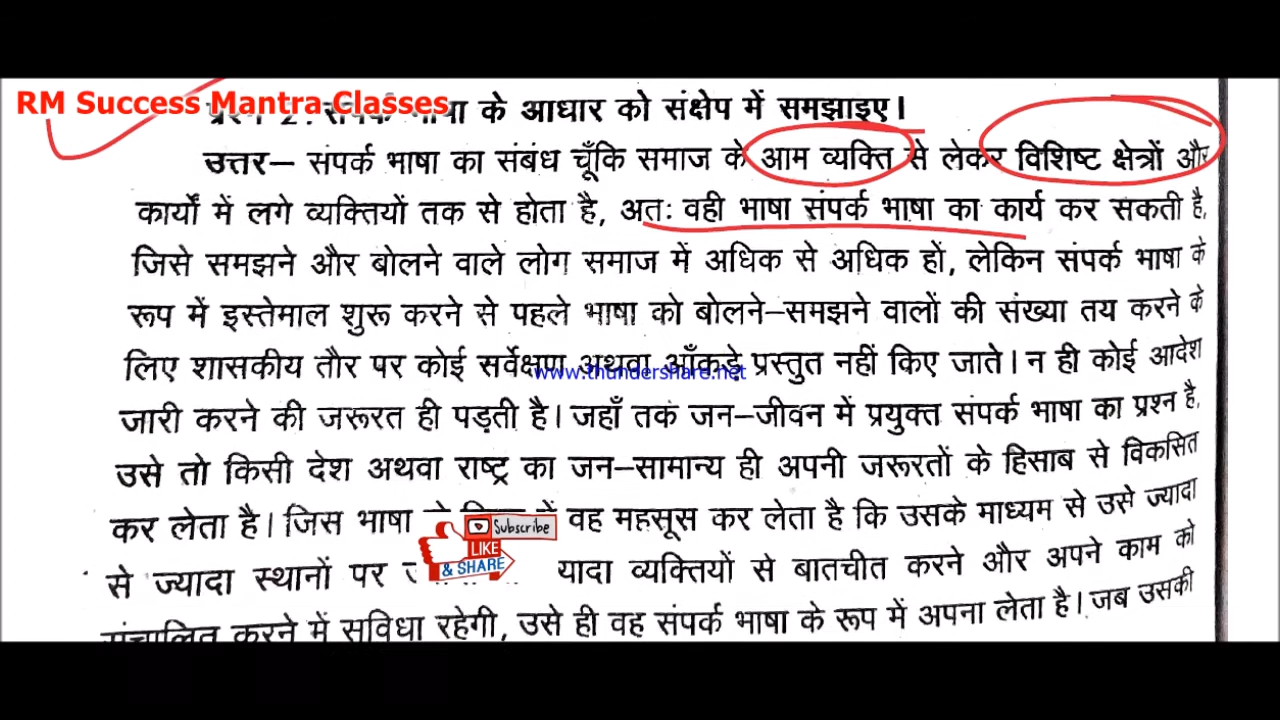 RM Success Mantra Classes
के आधार को संक्षेप में समझाइए।
उत्तर– संपर्क भाषा का संबंध चूँकि समाज के आम व्यक्ति से लेकर विशिष्ट क्षेत्रों और
कार्यों में लगे व्यक्तियों तक से होता है, अतः वही भाषा संपर्क भाषा का कार्य कर सकती है,
जिसे समझने और बोलने वाले लोग समाज में अधिक से अधिक हों, लेकिन संपर्क भाषा के
रूप में इस्तेमाल शुरू करने से पहले भाषा को बोलने–समझने वालों की संख्या तय करने के
लिए शासकीय तौर पर कोई सर्वेक्षण अथवा आँकड़े प्रस्तुत नहीं किए जाते। न ही कोई आदेश
www.thundershare.net
जारी करने की जरूरत ही पड़ती है। जहाँ तक जन–जीवन में प्रयुक्त संपर्क भाषा का प्रश्न है,
उसे तो किसी देश अथवा राष्ट्र का जन–सामान्य ही अपनी जरूरतों के हिसाब से विकसित
कर लेता है। जिस भाषा वह महसूस कर लेता है कि उसके माध्यम से उसे ज्यादा
Subscribe
LIKE
& SHARE
से ज्यादा स्थानों पर व्यक्तियों से बातचीत करने और अपने काम को
संचालित करने में सुविधा रहेगी, उसे ही वह संपर्क भाषा के रूप में अपना लेता है। जब उसकी